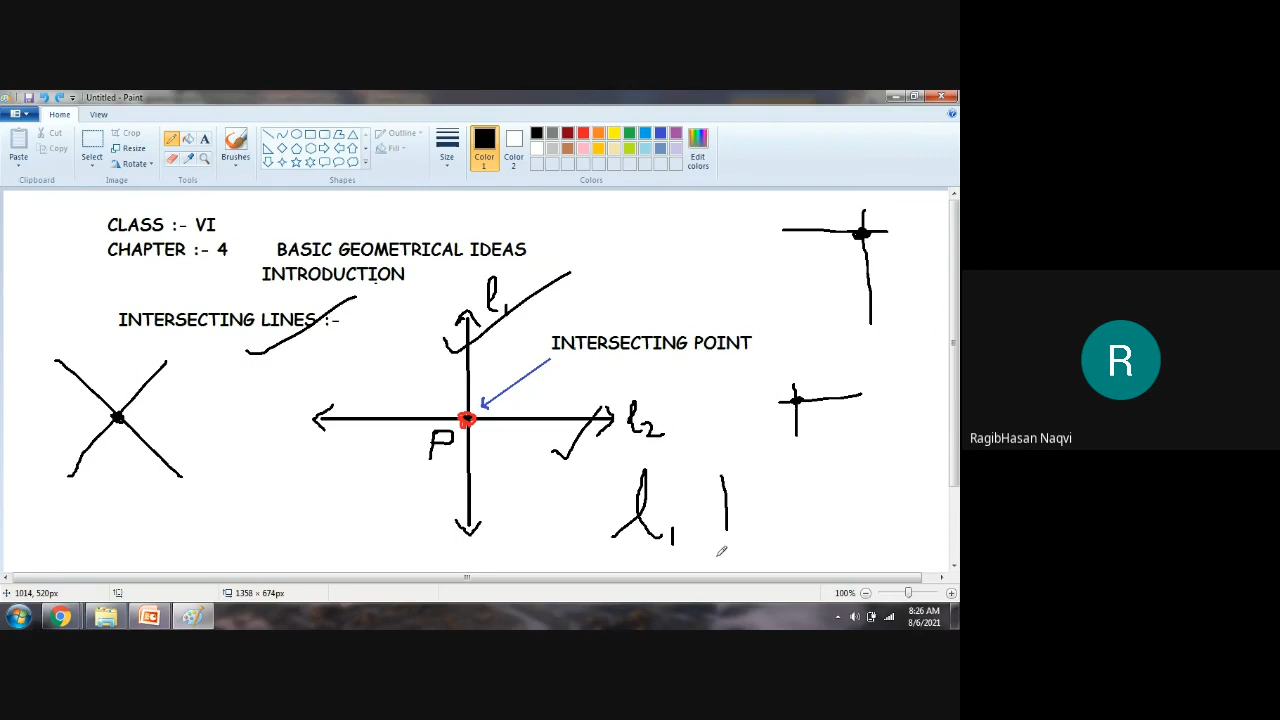 Untitled - Paint
Home View
Paste
Cut
Copy
Select
Crop
Resize
Rotate
Brushes
Outline
Fill
Size
Color
1
Color
2
Edit
colors
Clipboard Image Tools Shapes Colors
CLASS :- VI
CHAPTER :- 4 BASIC GEOMETRICAL IDEAS
INTRODUCTION
INTERSECTING LINES :-
l1
INTERSECTING POINT
l2
P
l1
R
RagibHasan Naqvi
1014, 520px
1358 × 674px
100%
8:26 AM
8/6/2021